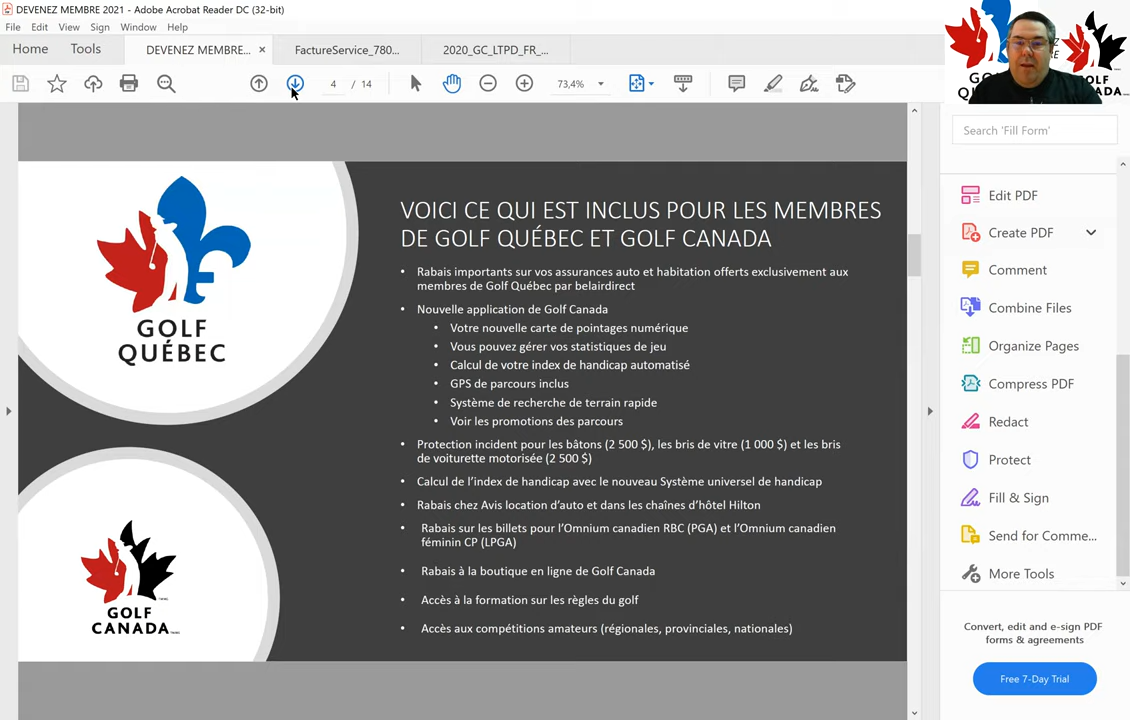 DEVENEZ MEMBRE 2021 - Adobe Acrobat Reader DC (32-bit)
File Edit View Sign Window Help
Home Tools DEVENEZ MEMBRE... × FactureService_780... 2020_GC_LTPD_FR_...
4 / 14 73,4%
Search 'Fill Form'
Edit PDF
Create PDF
Comment
Combine Files
Organize Pages
Compress PDF
Redact
Protect
Fill & Sign
Send for Comme...
More Tools
Convert, edit and e-sign PDF
forms & agreements
Free 7-Day Trial
GOLF
QUÉBEC
GOLF
CANADA
VOICI CE QUI EST INCLUS POUR LES MEMBRES
DE GOLF QUÉBEC ET GOLF CANADA
• Rabais importants sur vos assurances auto et habitation offerts exclusivement aux
membres de Golf Québec par belairdirect
• Nouvelle application de Golf Canada
• Votre nouvelle carte de pointages numérique
• Vous pouvez gérer vos statistiques de jeu
• Calcul de votre index de handicap automatisé
• GPS de parcours inclus
• Système de recherche de terrain rapide
• Voir les promotions des parcours
• Protection incident pour les bâtons (2 500 $), les bris de vitre (1 000 $) et les bris
de voiturette motorisée (2 500 $)
• Calcul de l'index de handicap avec le nouveau Système universel de handicap
• Rabais chez Avis location d'auto et dans les chaînes d'hôtel Hilton
• Rabais sur les billets pour l'Omnium canadien RBC (PGA) et l'Omnium canadien
féminin CP (LPGA)
• Rabais à la boutique en ligne de Golf Canada
• Accès à la formation sur les règles du golf
• Accès aux compétitions amateurs (régionales, provinciales, nationales)